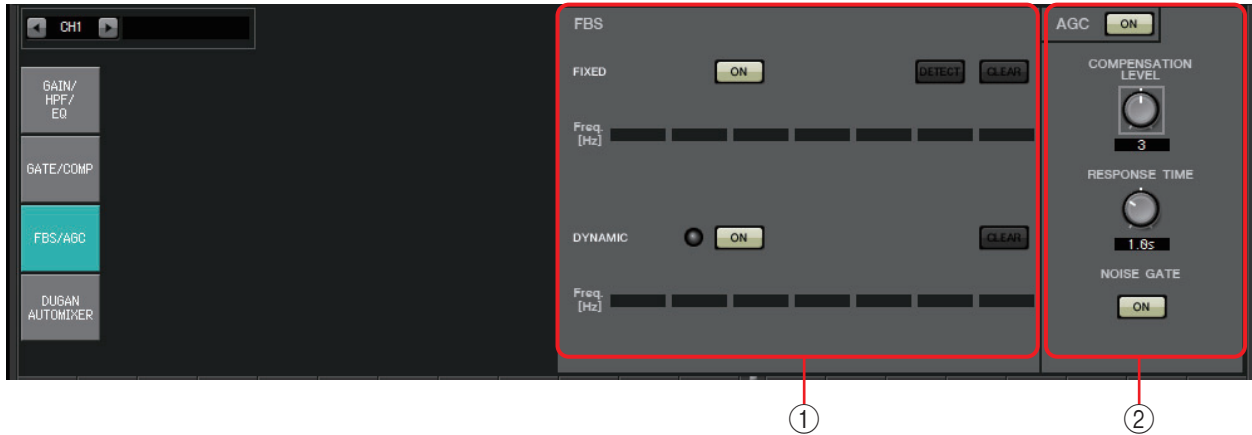 CH1
GAIN/
HPF/
EQ
GATE/COMP
FBS/AGC
DUGAN
AUTOMIXER
FBS
FIXED ON DETECT CLEAR
Freq.
[Hz]
DYNAMIC ON CLEAR
Freq.
[Hz]
AGC ON
COMPENSATION
LEVEL
3
RESPONSE TIME
1.0s
NOISE GATE
ON
1
2